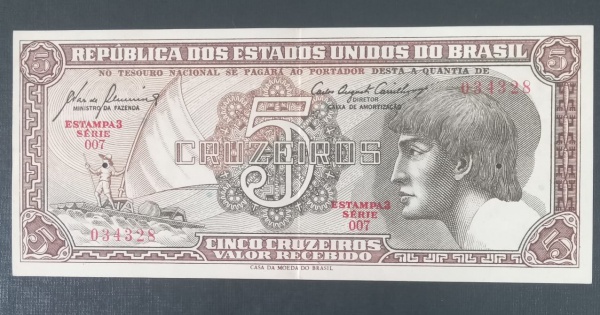 REPÚBLICA DOS ESTADOS UNIDOS DO BRASIL
5 5
NO TESOURO NACIONAL SE PAGARÁ AO PORTADOR DESTA A QUANTIA DE
034328
MINISTRO DA FAZENDA
DIRECTOR
CAIXA DE AMORTIZAÇÃO
ESTAMPA 3
SÉRIE
007
5
CRUZEIROS
ESTAMPA 3
SÉRIE
007
034328
5 5
CINCO CRUZEIROS
VALOR RECEBIDO
CASA DA MOEDA DO BRASIL